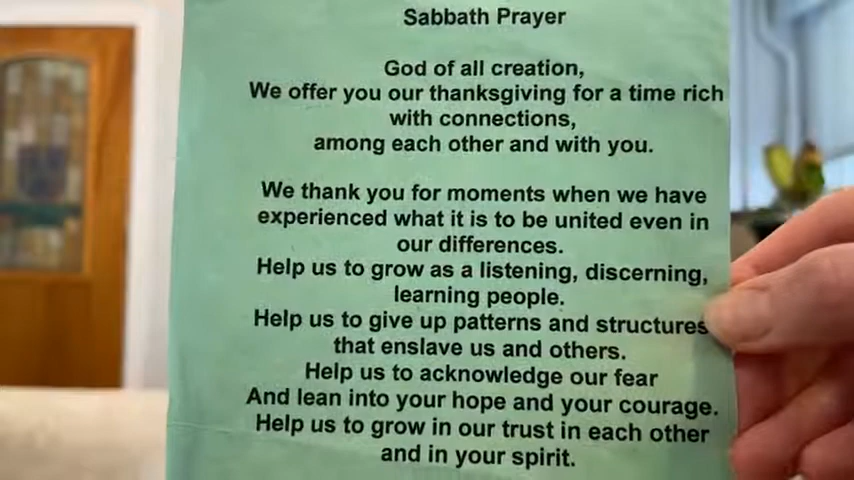 Sabbath Prayer
God of all creation,
We offer you our thanksgiving for a time rich
with connections,
among each other and with you.
We thank you for moments when we have
experienced what it is to be united even in
our differences.
Help us to grow as a listening, discerning,
learning people.
Help us to give up patterns and structures
that enslave us and others.
Help us to acknowledge our fear
And lean into your hope and your courage.
Help us to grow in our trust in each other
and in your spirit.